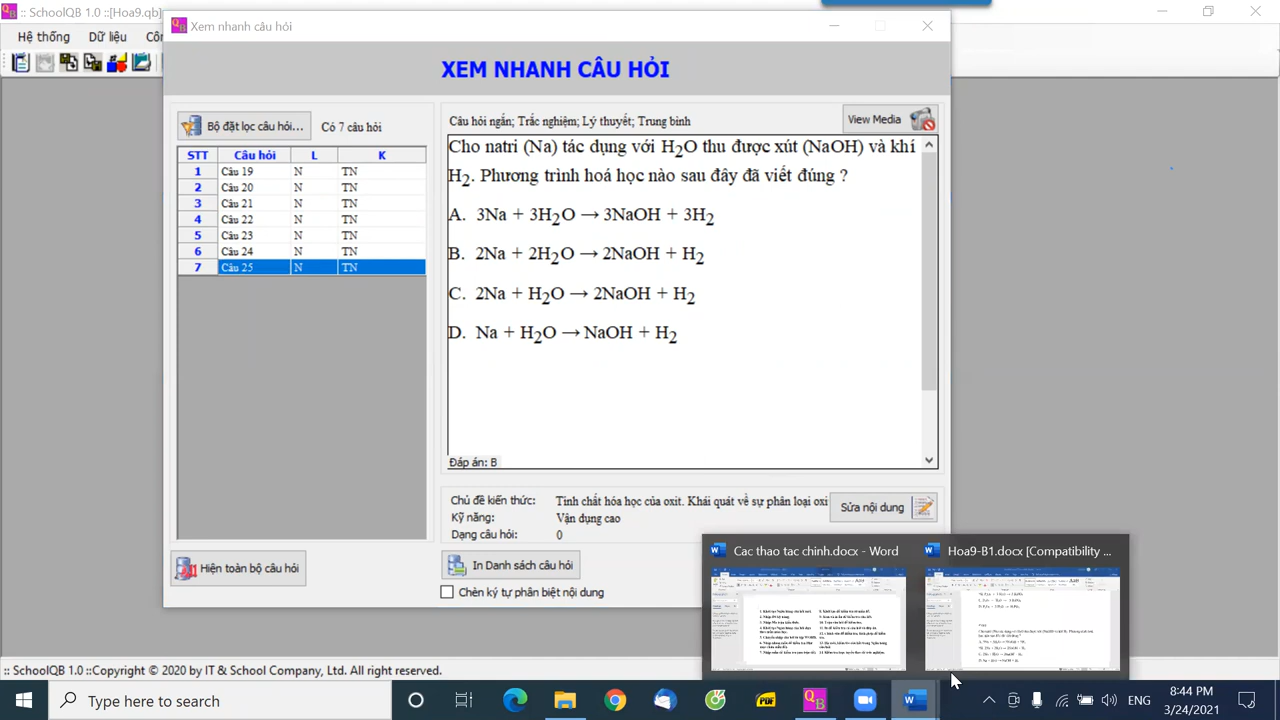 :: SchoolQB 1.0 ::[Hoa9.qb]
Xem nhanh câu hỏi
Hệ thống Dữ liệu
XEM NHANH CÂU HỎI
Bộ đặt lọc câu hỏi... Có 7 câu hỏi
Câu hỏi ngắn; Trắc nghiệm; Lý thuyết; Trung bình
View Media
STT Câu hỏi L K
1 Câu 19 N TN
2 Câu 20 N TN
3 Câu 21 N TN
4 Câu 22 N TN
5 Câu 23 N TN
6 Câu 24 N TN
7 Câu 25 N TN
Cho natri (Na) tác dụng với H2O thu được xút (NaOH) và khí
H2. Phương trình hoá học nào sau đây đã viết đúng ?
A. 3Na + 3H2O → 3NaOH + 3H2
B. 2Na + 2H2O → 2NaOH + H2
C. 2Na + H2O → 2NaOH + H2
D. Na + H2O → NaOH + H2
Đáp án: B
Chủ đề kiến thức: Tính chất hóa học của oxit. Khái quát về sự phân loại oxi
Kỹ năng: Vận dụng cao
Dạng câu hỏi: 0
Sửa nội dung
Hiện toàn bộ câu hỏi
In Danh sách câu hỏi
Chèn ký tự phân biệt nội dung
Cac thao tac chinh.docx - Word
Hoa9-B1.docx [Compatibility ...
:: SchoolQB 1.0 ::Copyright © 2020 by IT & School Company, Ltd. All right reserved.
Type here to search
PDF
ENG
8:44 PM
3/24/2021